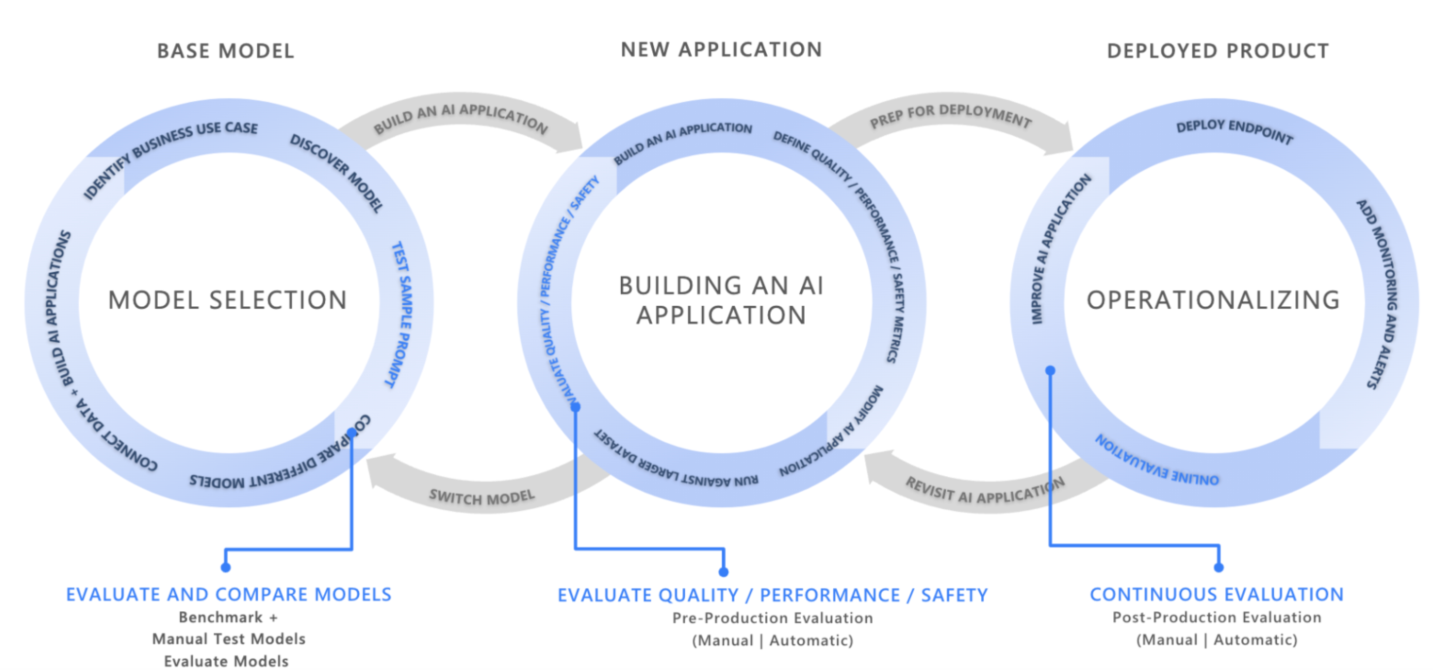 BASE MODEL
NEW APPLICATION
DEPLOYED PRODUCT
BUILD AN AI APPLICATION
PREP FOR DEPLOYMENT
IDENTIFY BUSINESS USE CASE
DISCOVER MODEL
TEST SAMPLE PROMPT
COMPARE DIFFERENT MODELS
CONNECT DATA + BUILD AI APPLICATIONS
MODEL SELECTION
BUILD AN AI APPLICATION
DEFINE QUALITY / PERFORMANCE / SAFETY METRICS
MODIFY AI APPLICATION
RUN AGAINST LARGER DATASET
EVALUATE QUALITY / PERFORMANCE / SAFETY
BUILDING AN AI
APPLICATION
DEPLOY ENDPOINT
ADD MONITORING AND ALERTS
ONLINE EVALUATION
IMPROVE AI APPLICATION
OPERATIONALIZING
SWITCH MODEL
REVISIT AI APPLICATION
EVALUATE AND COMPARE MODELS
Benchmark +
Manual Test Models
Evaluate Models
EVALUATE QUALITY / PERFORMANCE / SAFETY
Pre-Production Evaluation
(Manual | Automatic)
CONTINUOUS EVALUATION
Post-Production Evaluation
(Manual | Automatic)